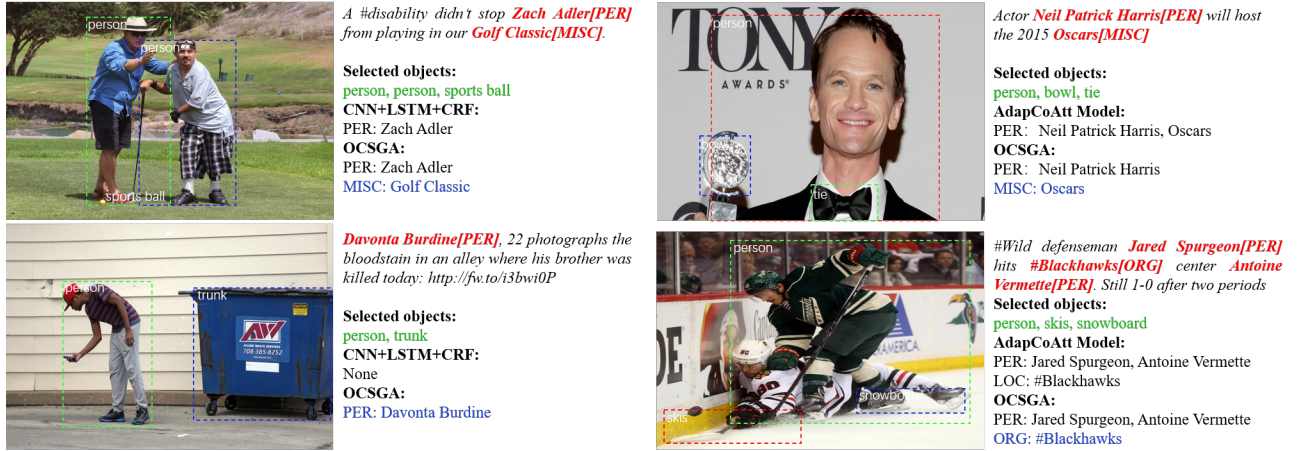 person
person
sports ball
A #disability didn't stop Zach Adler[PER]
from playing in our Golf Classic[MISC].
Selected objects:
person, person, sports ball
CNN+LSTM+CRF:
PER: Zach Adler
OCSGA:
PER: Zach Adler
MISC: Golf Classic
person
TONY
AWARDS
tie
Actor Neil Patrick Harris[PER] will host
the 2015 Oscars[MISC]
Selected objects:
person, bowl, tie
AdapCoAtt Model:
PER: Neil Patrick Harris, Oscars
OCSGA:
PER: Neil Patrick Harris
MISC: Oscars
person
trunk
AW
708-385-8252
Davonta Burdine[PER], 22 photographs the
bloodstain in an alley where his brother was
killed today: http://fw.to/i3bwi0P
Selected objects:
person, trunk
CNN+LSTM+CRF:
None
OCSGA:
PER: Davonta Burdine
person
AMERICA.
snowboard
skis
#Wild defenseman Jared Spurgeon[PER]
hits #Blackhawks[ORG] center Antoine
Vermette[PER]. Still 1-0 after two periods
Selected objects:
person, skis, snowboard
AdapCoAtt Model:
PER: Jared Spurgeon, Antoine Vermette
LOC: #Blackhawks
OCSGA:
PER: Jared Spurgeon, Antoine Vermette
ORG: #Blackhawks